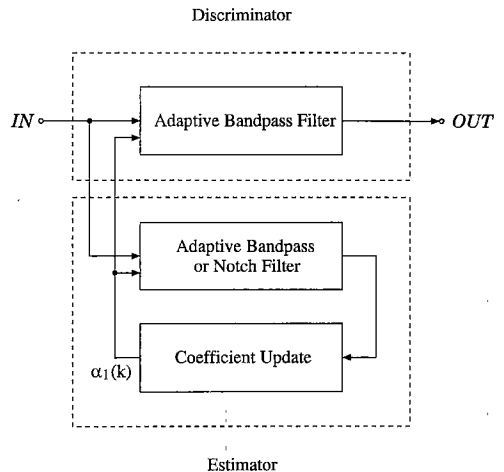 Discriminator
IN
Adaptive Bandpass Filter
OUT
Adaptive Bandpass
or Notch Filter
Coefficient Update
α₁(k)
Estimator